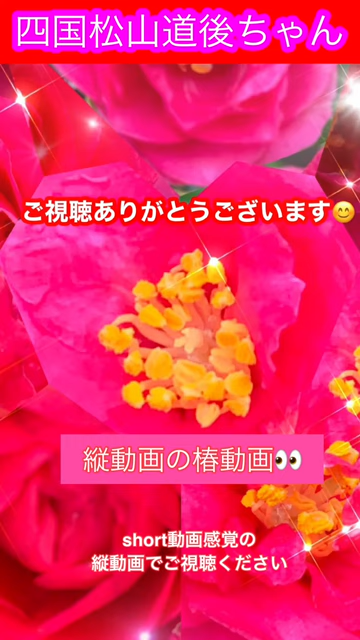 四国松山道後ちゃん
ご視聴ありがとうございます😊
縦動画の椿動画👀
short動画感覚の
縦動画でご視聴ください